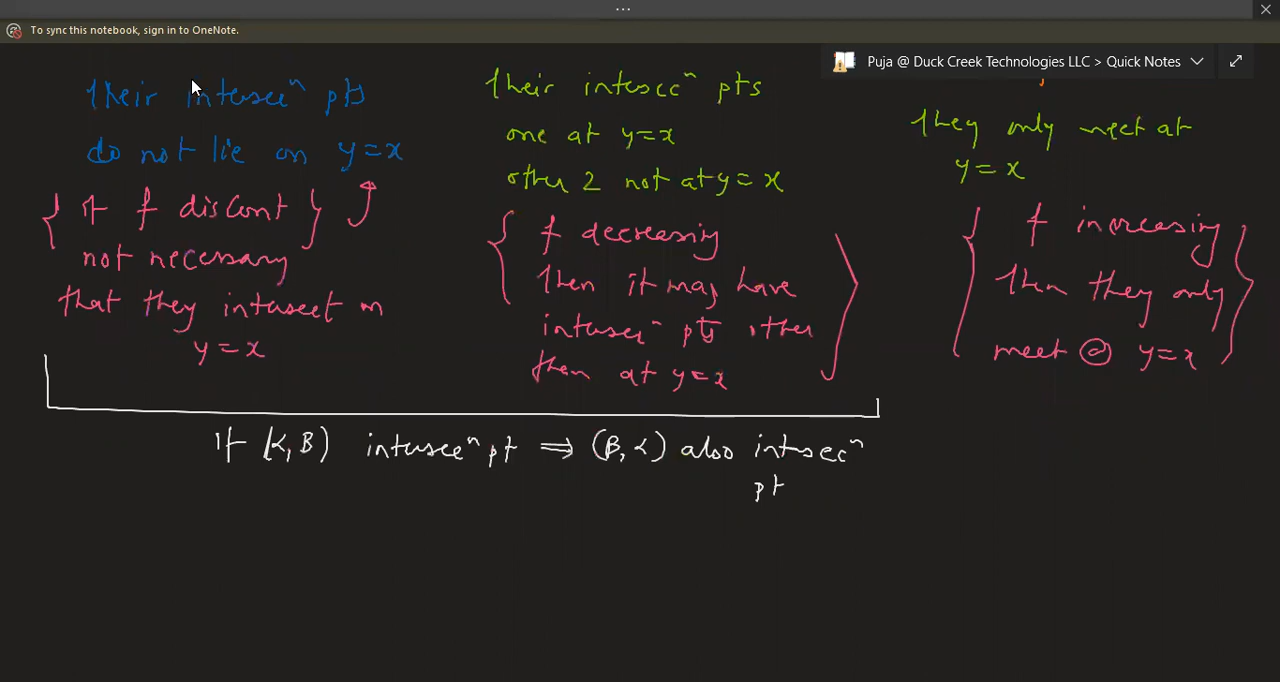 To sync this notebook, sign in to OneNote.
Puja @ Duck Creek Technologies LLC > Quick Notes
their intersecⁿ pts
do not lie on y=x
{ if f discont }
not necessary
that they intersect on
y=x
their intersecⁿ pts
one at y=x
other 2 not at y=x
{ f decreasing
then it may have
intersecⁿ pts other
then at y=x }
they only meet at
y=x
{ f increasing
then they only
meet @ y=x }
If (α,β) intersecⁿ pt ⇒ (β,α) also intersecⁿ
pt